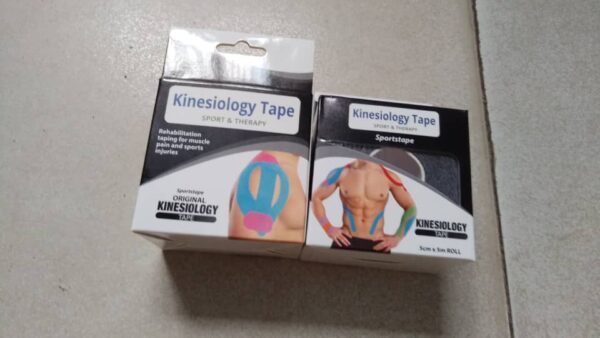 Kinesiology Tape
SPORT & THERAPY
Rehabilitation
taping for muscle
pain and sports
injuries
Sportstape
ORIGINAL
KINESIOLOGY
TAPE
Kinesiology Tape
SPORT & THERAPY
Sportstape
KINESIOLOGY
TAPE
5cm x 5m ROLL